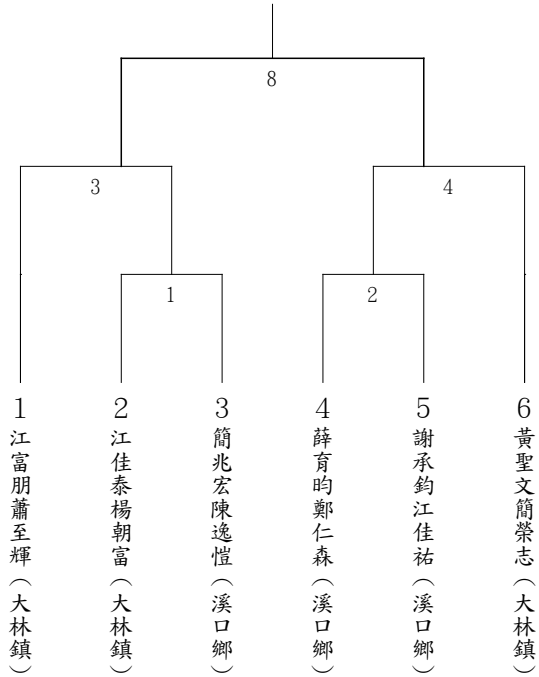 8
3
4
1
2
1
江富朋蕭至輝(大林鎮)
2
江佳泰楊朝富(大林鎮)
3
簡兆宏陳逸愷(溪口鄉)
4
薛育昀鄭仁森(溪口鄉)
5
謝承鈞江佳祐(溪口鄉)
6
黃聖文簡榮志(大林鎮)